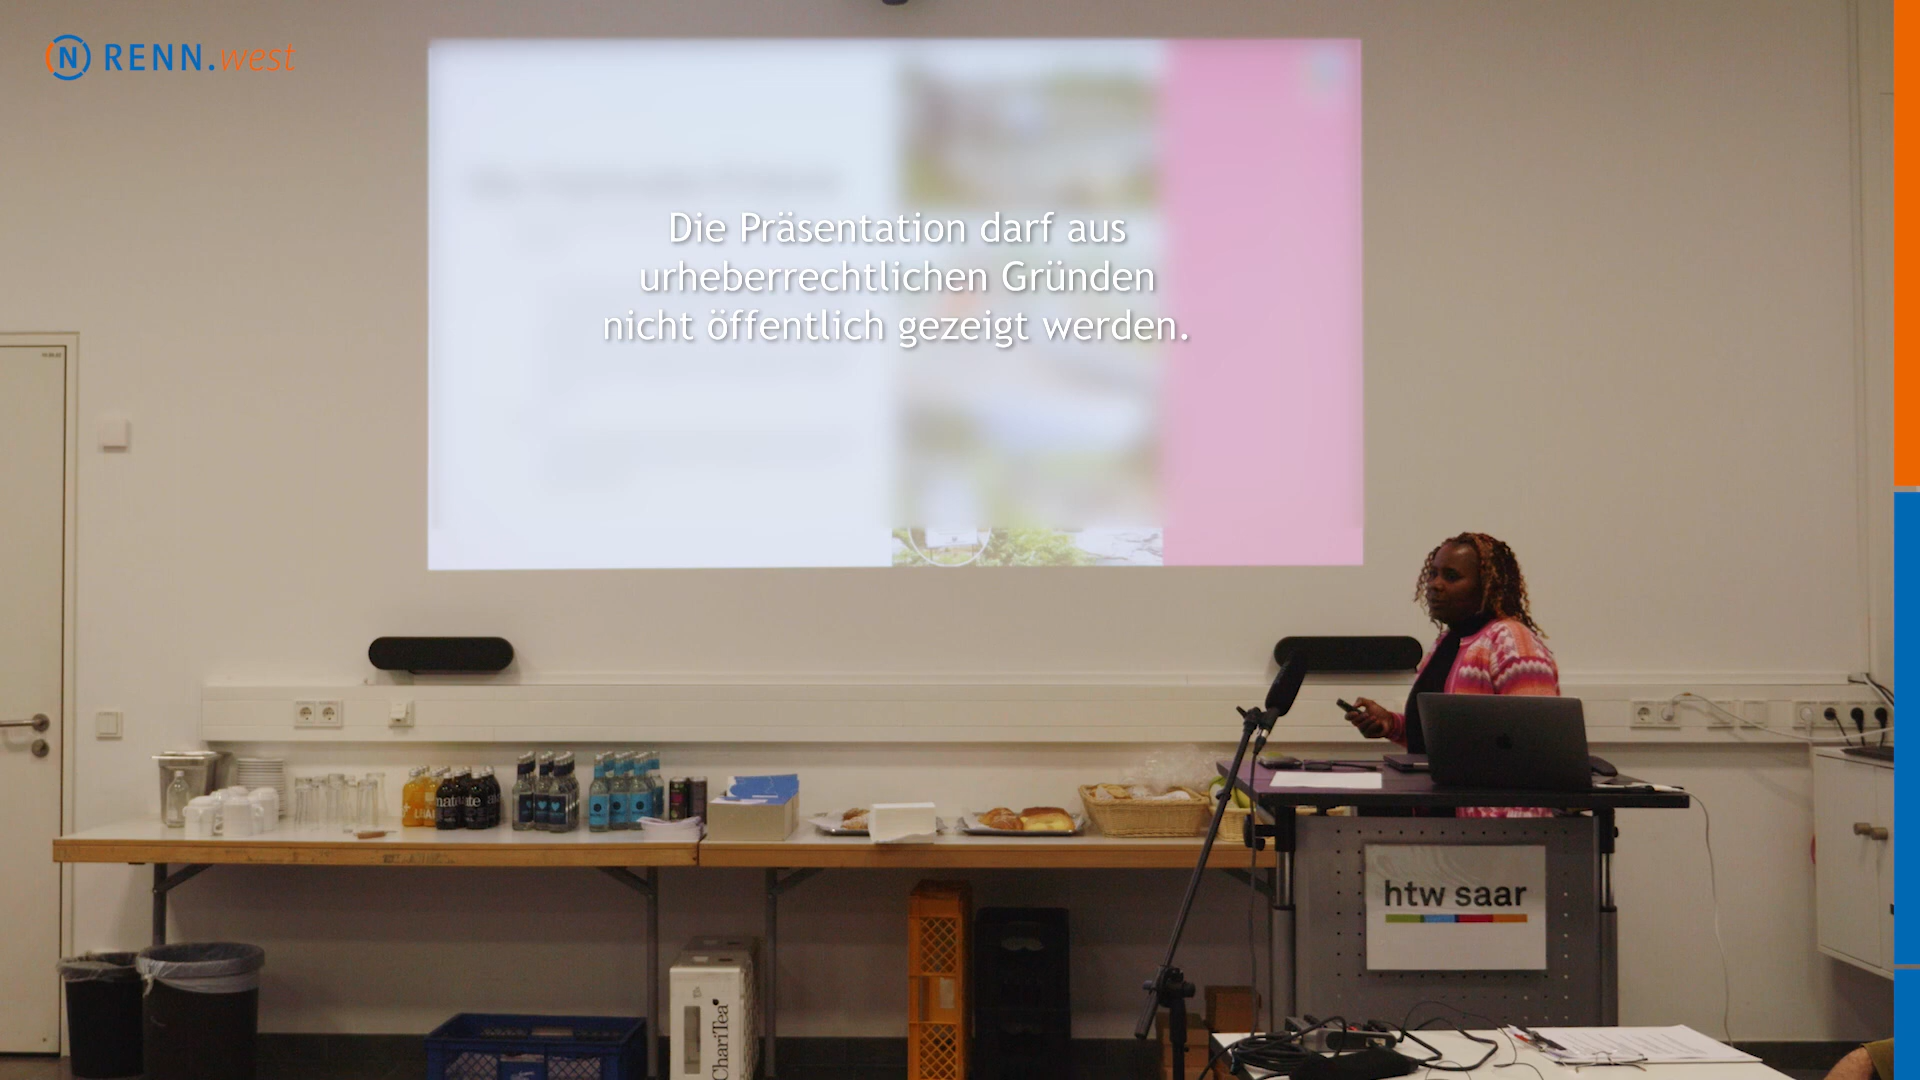 RENN.west
Die Präsentation darf aus
urheberrechtlichen Gründen
nicht öffentlich gezeigt werden.
htw saar
ChariTea